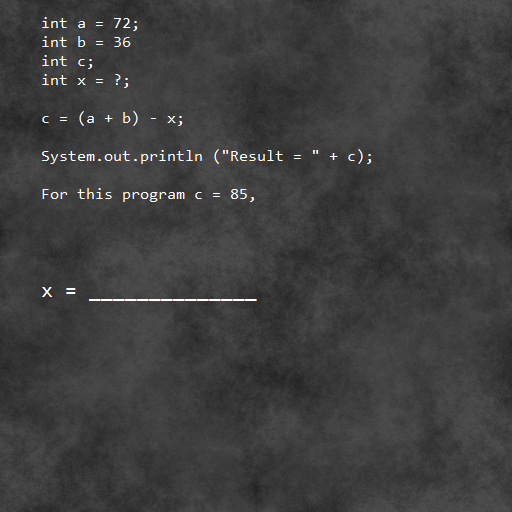 int a = 72;
int b = 36
int c;
int x = ?;
c = (a + b) - x;
System.out.println ("Result = " + c);
For this program c = 85,
x = ______________